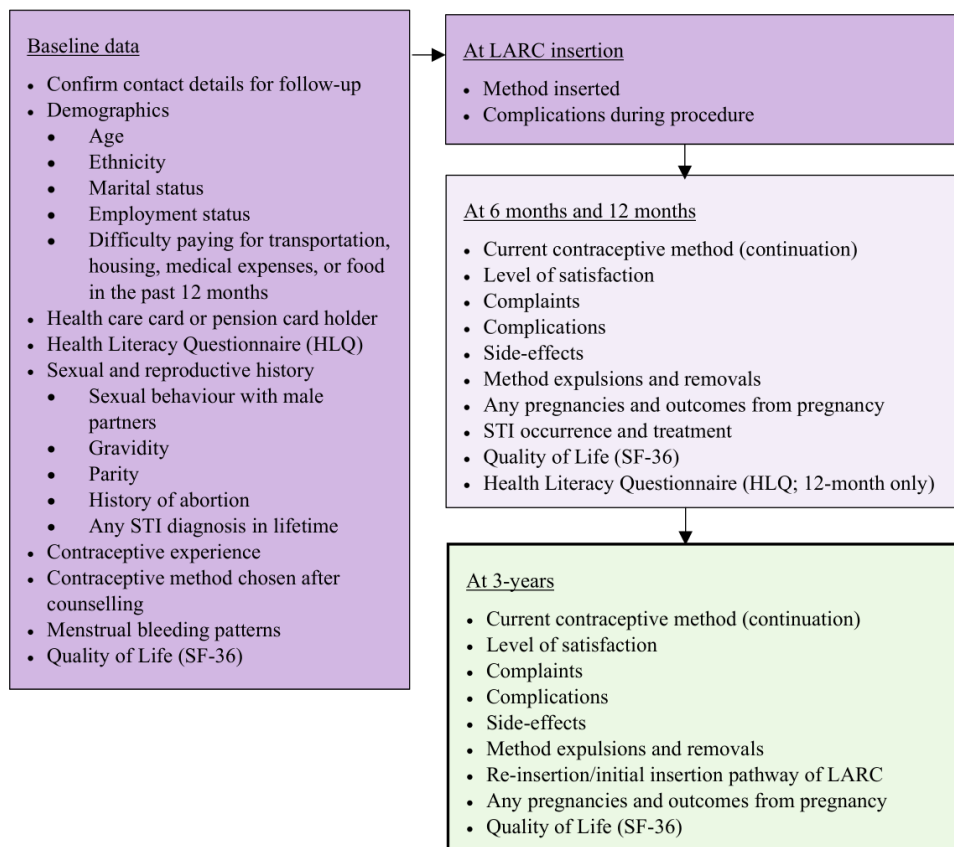 Baseline data
• Confirm contact details for follow-up
• Demographics
• Age
• Ethnicity
• Marital status
• Employment status
• Difficulty paying for transportation,
housing, medical expenses, or food
in the past 12 months
• Health care card or pension card holder
• Health Literacy Questionnaire (HLQ)
• Sexual and reproductive history
• Sexual behaviour with male
partners
• Gravidity
• Parity
• History of abortion
• Any STI diagnosis in lifetime
• Contraceptive experience
• Contraceptive method chosen after
counselling
• Menstrual bleeding patterns
• Quality of Life (SF-36)
At LARC insertion
• Method inserted
• Complications during procedure
At 6 months and 12 months
• Current contraceptive method (continuation)
• Level of satisfaction
• Complaints
• Complications
• Side-effects
• Method expulsions and removals
• Any pregnancies and outcomes from pregnancy
• STI occurrence and treatment
• Quality of Life (SF-36)
• Health Literacy Questionnaire (HLQ; 12-month only)
At 3-years
• Current contraceptive method (continuation)
• Level of satisfaction
• Complaints
• Complications
• Side-effects
• Method expulsions and removals
• Re-insertion/initial insertion pathway of LARC
• Any pregnancies and outcomes from pregnancy
• Quality of Life (SF-36)